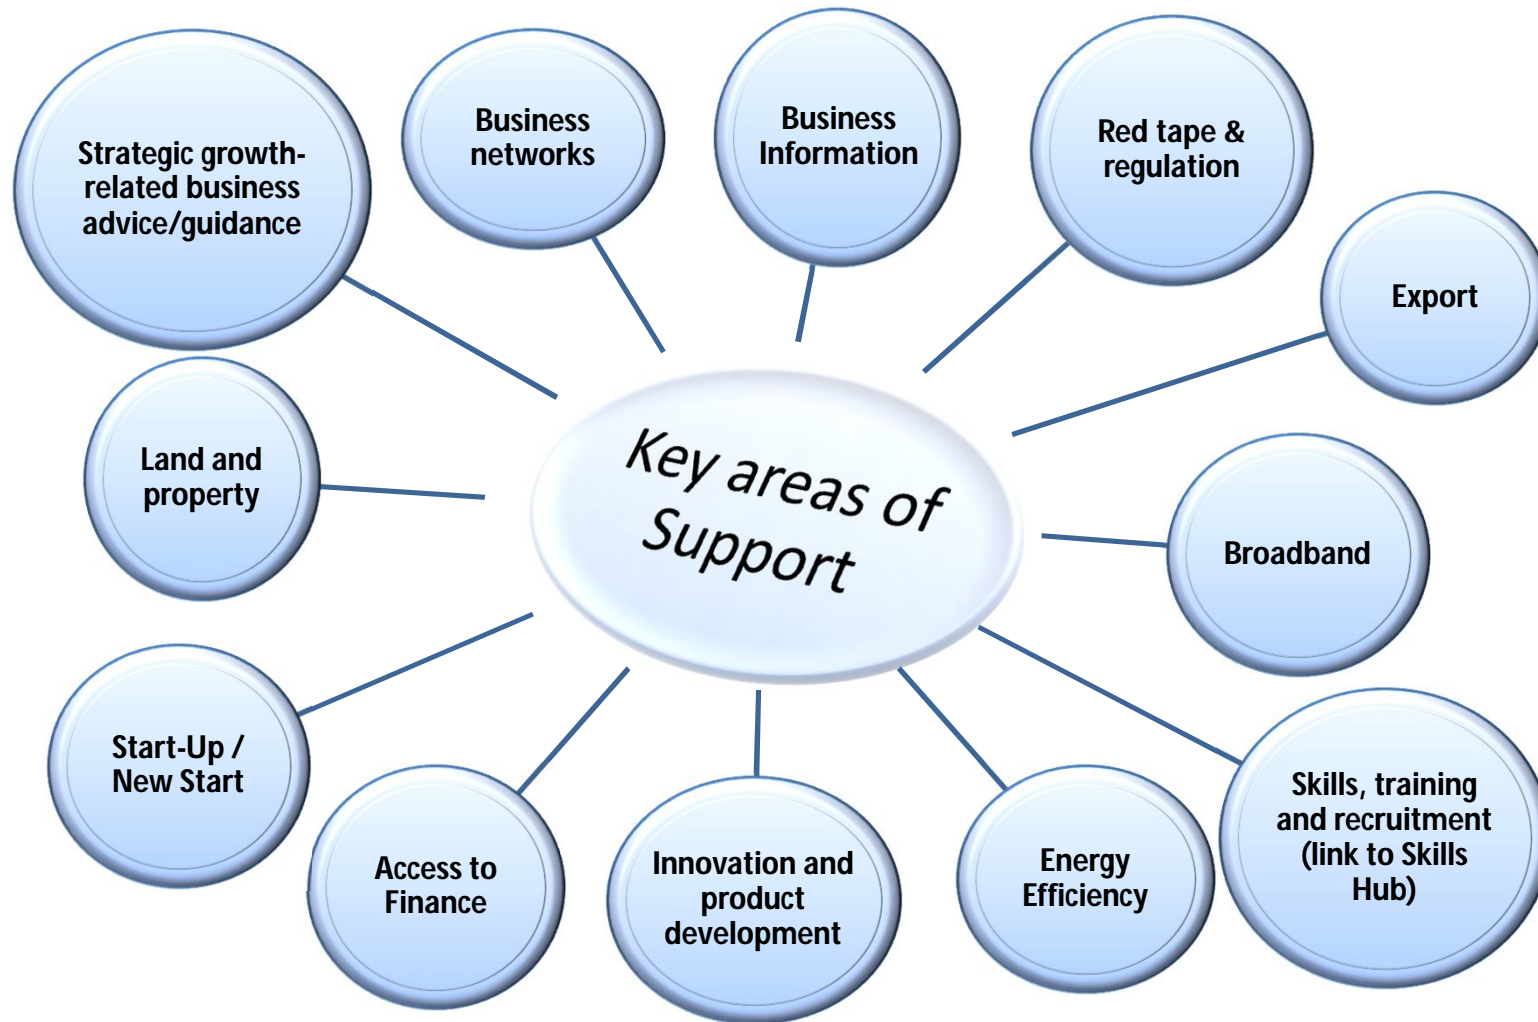 Strategic growth-
related business
advice/guidance
Business
networks
Business
Information
Red tape &
regulation
Export
Key areas of
Support
Land and
property
Broadband
Start-Up /
New Start
Access to
Finance
Innovation and
product
development
Energy
Efficiency
Skills, training
and recruitment
(link to Skills
Hub)